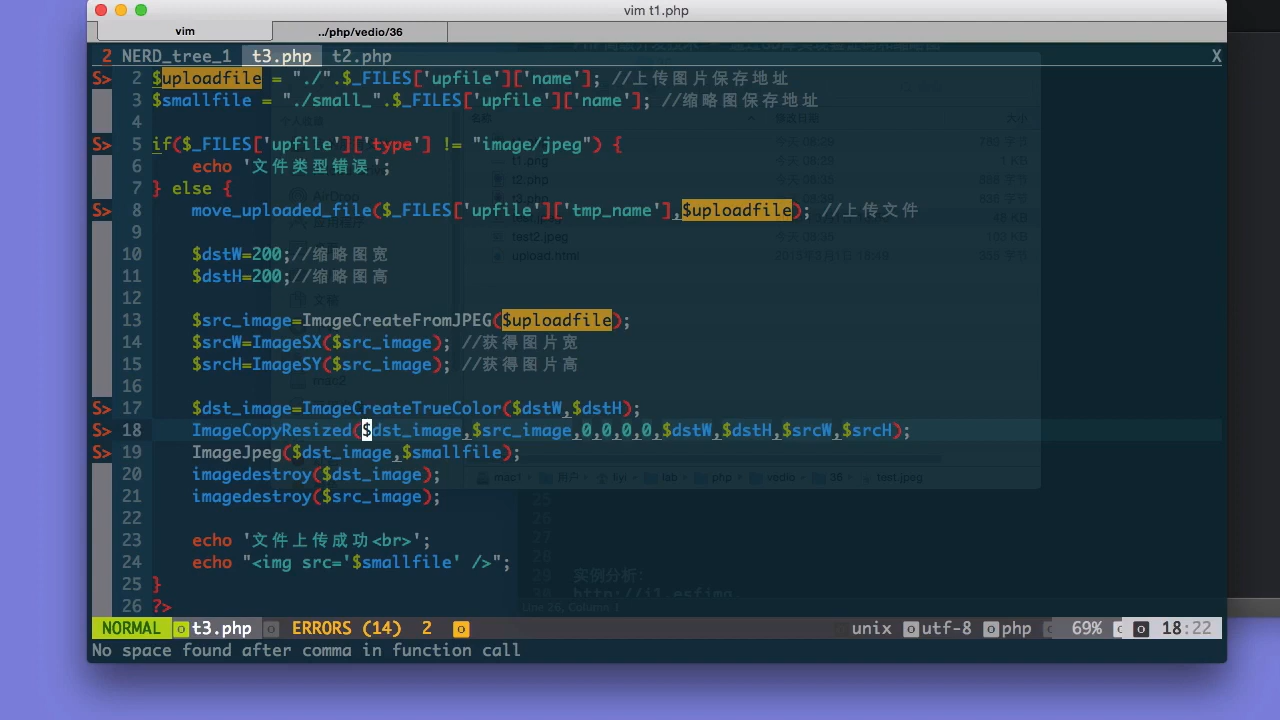 vim t1.php
vim ../php/vedio/36
2 NERD_tree_1 t3.php t2.php X
S> 2 $uploadfile = "./".$_FILES['upfile']['name']; //上传图片保存地址
S> 3 $smallfile = "./small_".$_FILES['upfile']['name']; //缩略图保存地址
4
S> 5 if($_FILES['upfile']['type'] != "image/jpeg") {
6 echo '文件类型错误';
7 } else {
S> 8 move_uploaded_file($_FILES['upfile']['tmp_name'],$uploadfile); //上传文件
9
10 $dstW=200;//缩略图宽
11 $dstH=200;//缩略图高
12
13 $src_image=ImageCreateFromJPEG($uploadfile);
14 $srcW=ImageSX($src_image); //获得图片宽
15 $srcH=ImageSY($src_image); //获得图片高
16
S> 17 $dst_image=ImageCreateTrueColor($dstW,$dstH);
S> 18 ImageCopyResized($dst_image,$src_image,0,0,0,0,$dstW,$dstH,$srcW,$srcH);
S> 19 ImageJpeg($dst_image,$smallfile);
20 imagedestroy($dst_image);
21 imagedestroy($src_image);
22
23 echo '文件上传成功<br>';
24 echo "<img src='$smallfile' />";
25 }
26 ?>
NORMAL t3.php ERRORS (14) 2 unix utf-8 php 69% 18:22
No space found after comma in function call